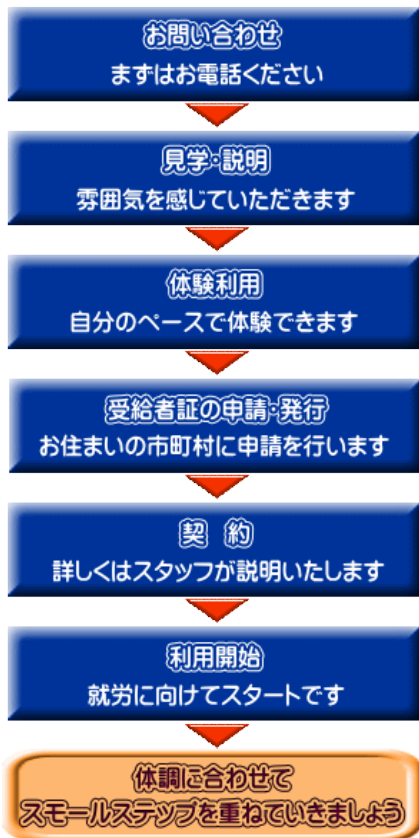 お問い合わせ
まずはお電話ください
見学・説明
雰囲気を感じていただきます
体験利用
自分のペースで体験できます
受給者証の申請・発行
お住まいの市町村に申請を行います
契 約
詳しくはスタッフが説明いたします
利用開始
就労に向けてスタートです
体調に合わせて
スモールステップを重ねていきましょう